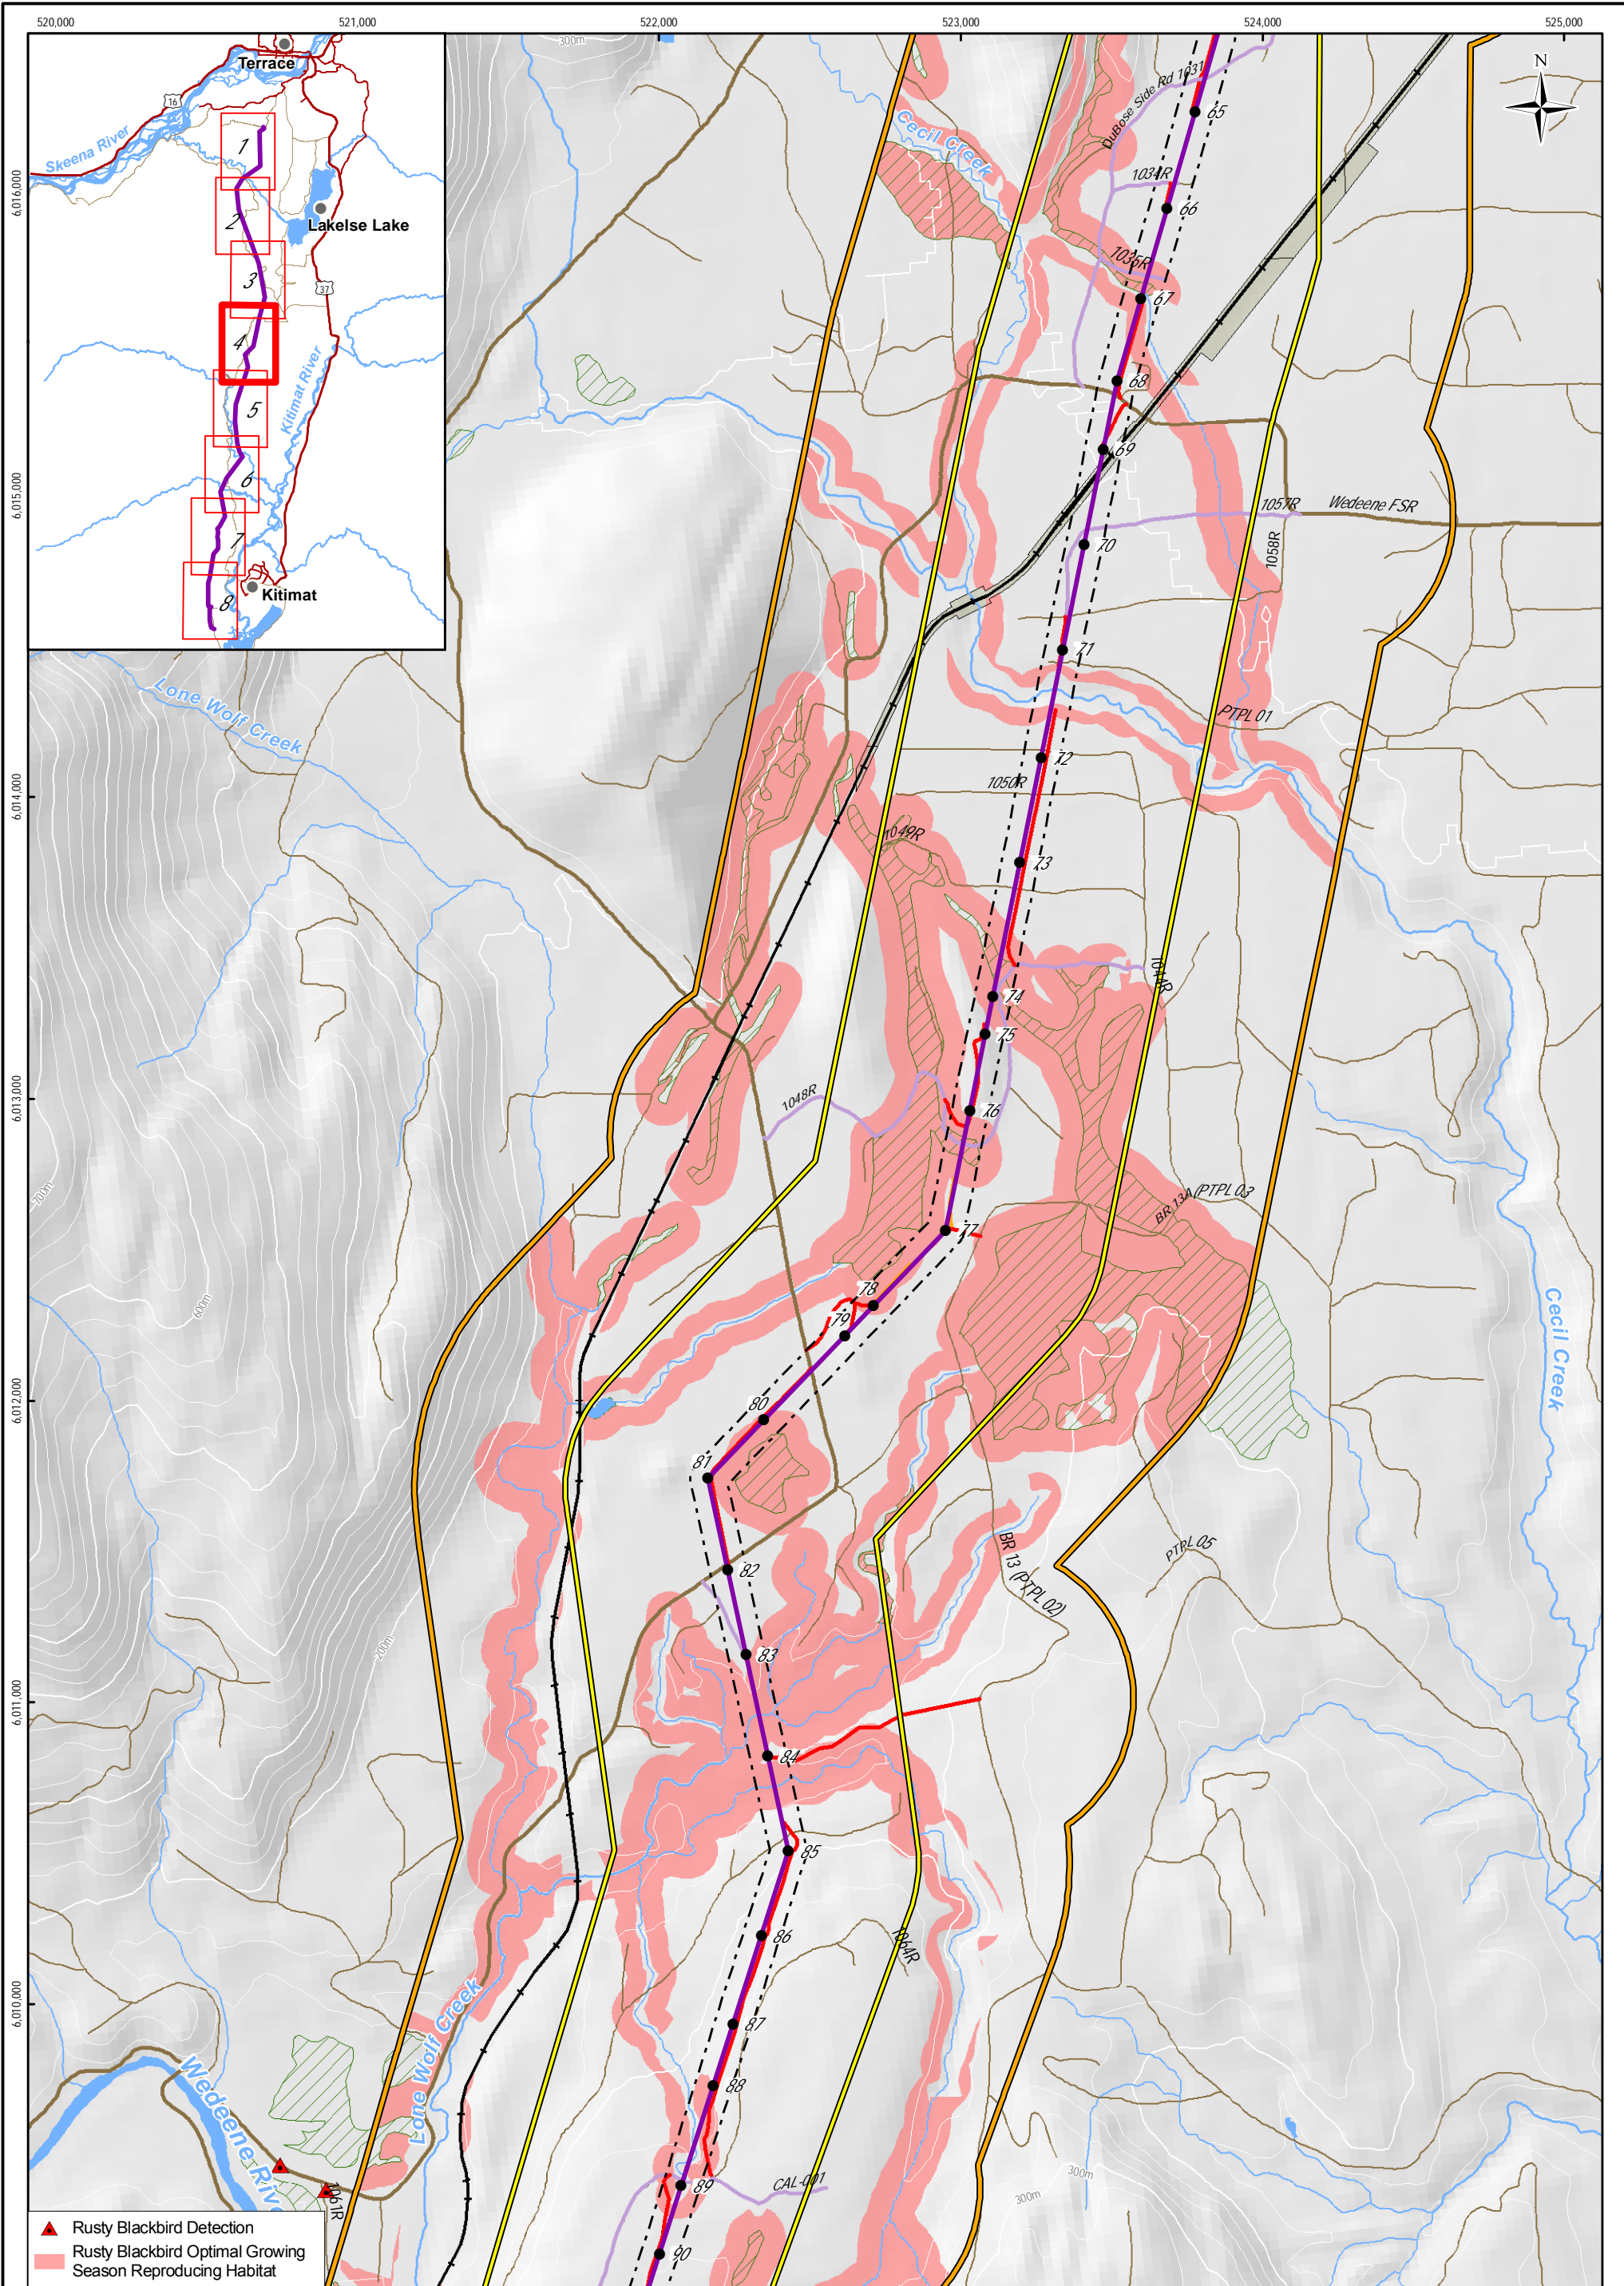 520,000
521,000
522,000
523,000
524,000
525,000
6,016,000
6,015,000
6,014,000
6,013,000
6,012,000
6,011,000
6,010,000
N
Terrace
16
Skeena River
Lakelse Lake
37
Kitimat River
Kitimat
1
2
3
4
5
6
7
8
300m
Cecil Creek
DuBose Side Rd 1031
65
1034R
66
1035R
67
68
69
1057R
Wedeene FSR
70
1058R
71
Lone Wolf Creek
PTPL 01
72
1050R
1049R
73
1044R
74
75
1048R
76
700m
BR 13A (PTPL 03
77
600m
78
79
Cecil Creek
80
81
BR 13 (PTPL 02)
PTPL 05
82
200m
83
84
85
86
1064R
87
Lone Wolf Creek
88
Wedeene Riv
89
CAL-001
300m
300m
1061R
90
Rusty Blackbird Detection
Rusty Blackbird Optimal Growing
Season Reproducing Habitat